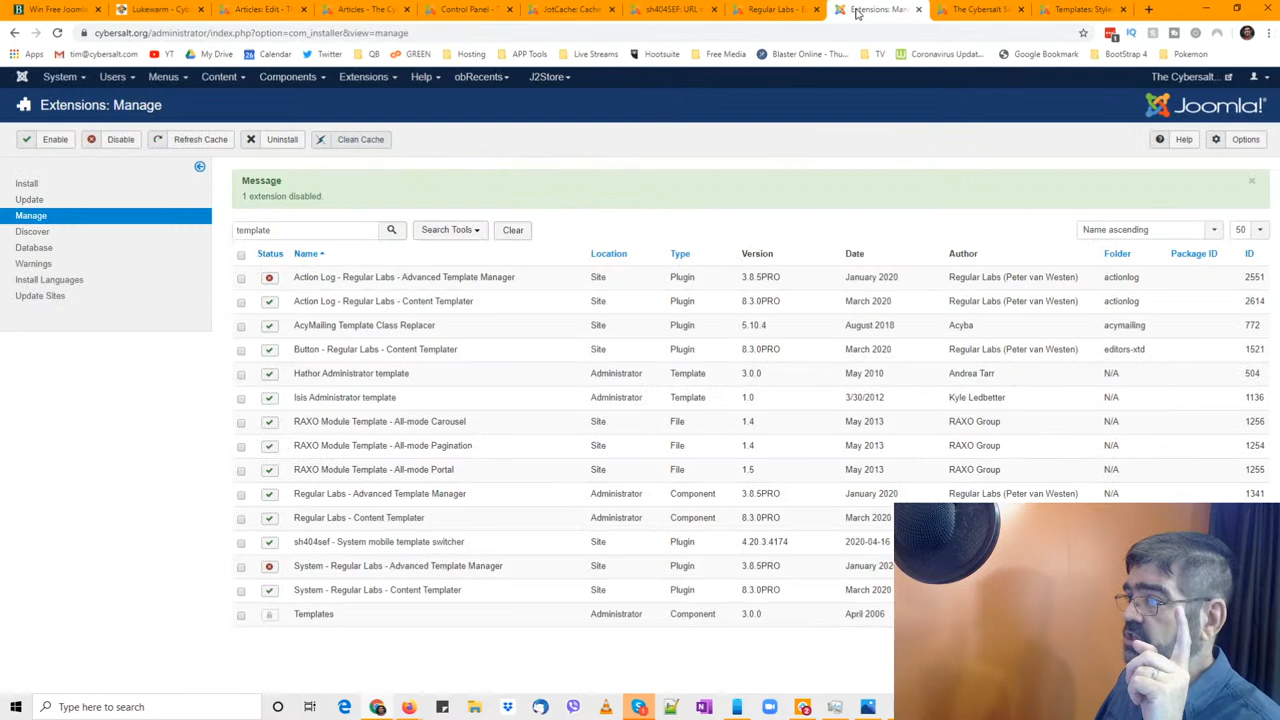 Win Free Jooml
Lukewarm - Cyb
Articles: Edit - T
Articles - The Cy
Control Panel - T
JotCache: Cache
sh404SEF: URL m
Regular Labs - E
Extensions: Man
The Cybersalt Si
Templates: Style
cybersalt.org/administrator/index.php?option=com_installer&view=manage
Apps tim@cybersalt.com YT My Drive Calendar Twitter QB GREEN Hosting APP Tools Live Streams Hootsuite Free Media Blaster Online - Thu... TV Coronavirus Updat... Google Bookmark BootStrap 4 Pokemon
System Users Menus Content Components Extensions Help obRecents J2Store The Cybersalt...
Extensions: Manage Joomla!
Enable Disable Refresh Cache Uninstall Clean Cache Help Options
Install
Update
Manage
Discover
Database
Warnings
Install Languages
Update Sites
Message
1 extension disabled.
template Search Tools Clear Name ascending 50
Status Name Location Type Version Date Author Folder Package ID ID
Action Log - Regular Labs - Advanced Template Manager Site Plugin 3.8.5PRO January 2020 Regular Labs (Peter van Westen) actionlog 2551
Action Log - Regular Labs - Content Templater Site Plugin 8.3.0PRO March 2020 Regular Labs (Peter van Westen) actionlog 2614
AcyMailing Template Class Replacer Site Plugin 5.10.4 August 2018 Acyba acymailing 772
Button - Regular Labs - Content Templater Site Plugin 8.3.0PRO March 2020 Regular Labs (Peter van Westen) editors-xtd 1521
Hathor Administrator template Administrator Template 3.0.0 May 2010 Andrea Tarr N/A 504
Isis Administrator template Administrator Template 1.0 3/30/2012 Kyle Ledbetter N/A 1136
RAXO Module Template - All-mode Carousel Site File 1.4 May 2013 RAXO Group N/A 1256
RAXO Module Template - All-mode Pagination Site File 1.4 May 2013 RAXO Group N/A 1254
RAXO Module Template - All-mode Portal Site File 1.5 May 2013 RAXO Group N/A 1255
Regular Labs - Advanced Template Manager Administrator Component 3.8.5PRO January 2020 Regular Labs (Peter van Westen) N/A 1341
Regular Labs - Content Templater Administrator Component 8.3.0PRO March 2020
sh404sef - System mobile template switcher Site Plugin 4.20.3.4174 2020-04-16
System - Regular Labs - Advanced Template Manager Site Plugin 3.8.5PRO January 202
System - Regular Labs - Content Templater Site Plugin 8.3.0PRO March 2020
Templates Administrator Component 3.0.0 April 2006
Type here to search